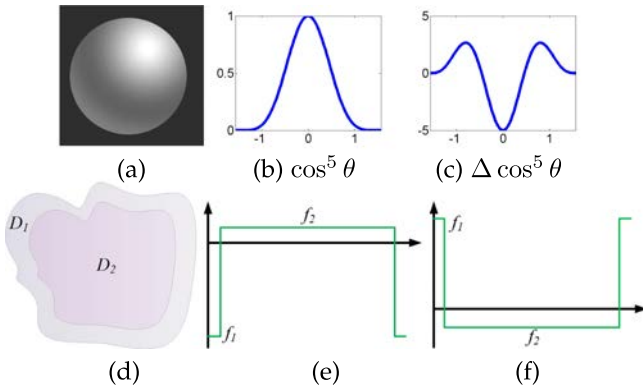 1
0.5
0
-1
0
1
5
0
-5
-1
0
1
(a)
(b) cos⁵ θ
(c) Δ cos⁵ θ
D₁
D₂
f₂
f₁
f₁
f₂
(d)
(e)
(f)